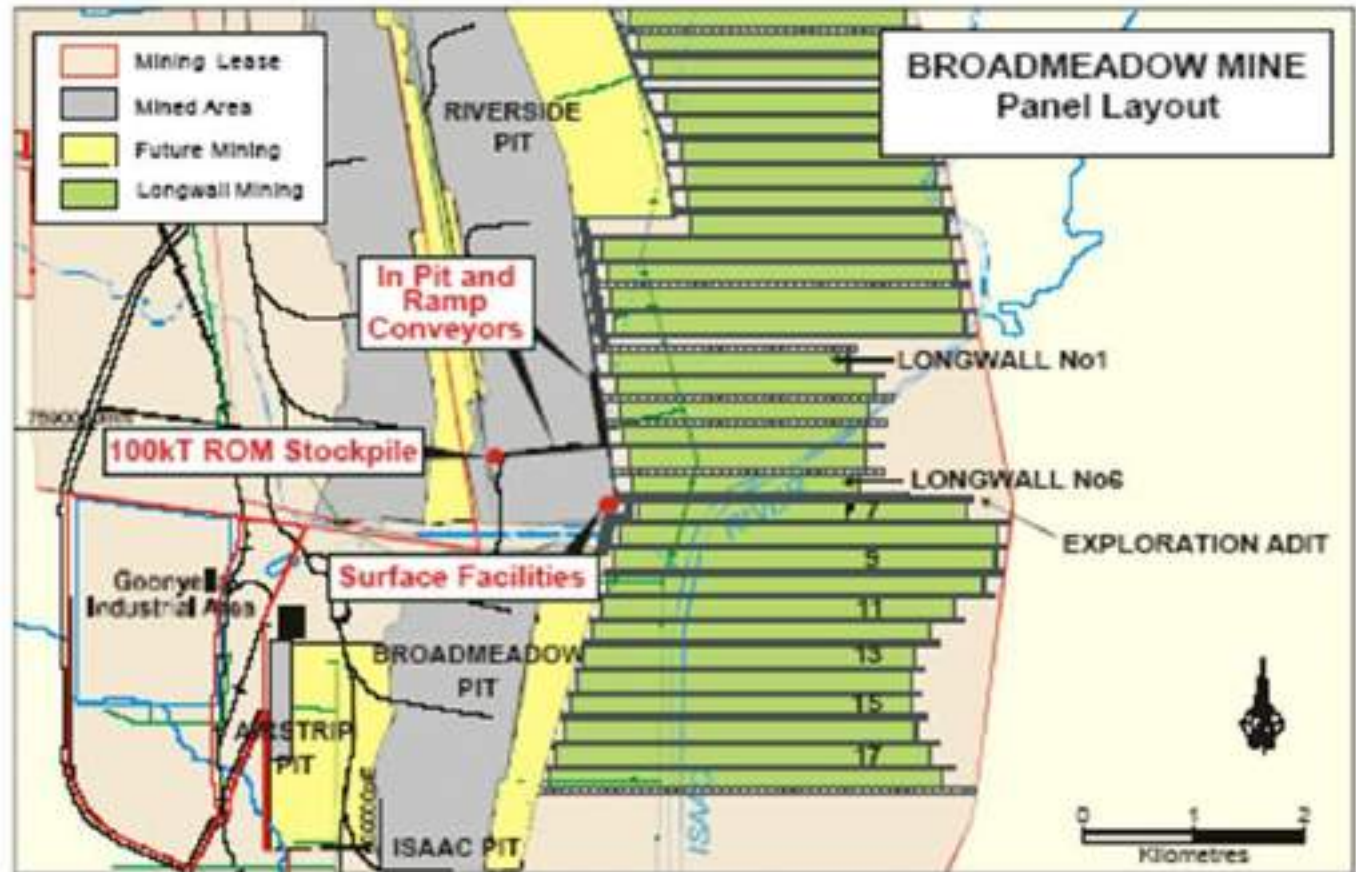 BROADMEADOW MINE
Panel Layout
Mining Lease
Mined Area
Future Mining
Longwall Mining
RIVERSIDE
PIT
In Pit and
Ramp
Conveyors
LONGWALL No1
100kT ROM Stockpile
LONGWALL No6
7
EXPLORATION ADIT
9
Surface Facilities
Goonyella
Industrial Area
11
BROADMEADOW
PIT
13
15
AIRSTRIP
PIT
17
ISAAC PIT
ISAAC
RIVER
0 1 2
Kilometres